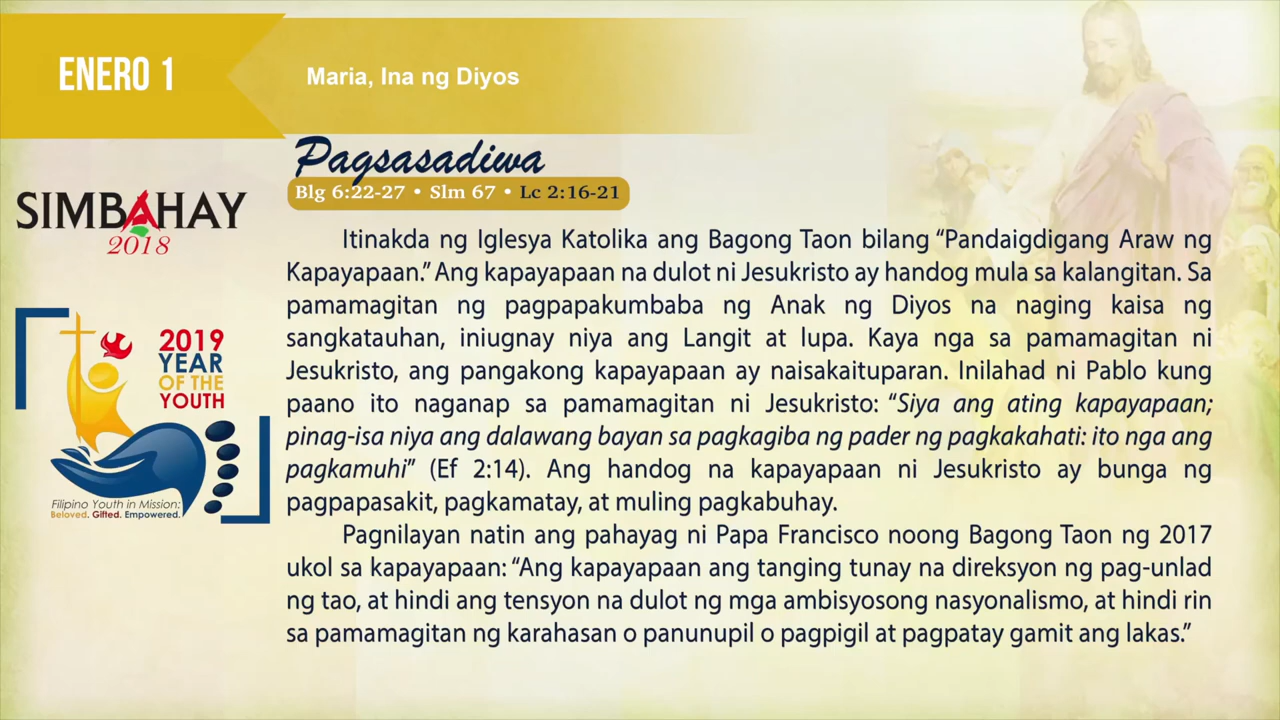 ENERO 1
Maria, Ina ng Diyos
Pagsasadiwa
Blg 6:22-27 • Slm 67 • Lc 2:16-21
SIMBAHAY
2018
2019
YEAR
OF THE
YOUTH
Filipino Youth in Mission:
Beloved. Gifted. Empowered.
Itinakda ng Iglesya Katolika ang Bagong Taon bilang “Pandaigdigang Araw ng
Kapayapaan.” Ang kapayapaan na dulot ni Jesukristo ay handog mula sa kalangitan. Sa
pamamagitan ng pagpapakumbaba ng Anak ng Diyos na naging kaisa ng
sangkatauhan, iniugnay niya ang Langit at lupa. Kaya nga sa pamamagitan ni
Jesukristo, ang pangakong kapayapaan ay naisakaituparan. Inilahad ni Pablo kung
paano ito naganap sa pamamagitan ni Jesukristo: “Siya ang ating kapayapaan;
pinag-isa niya ang dalawang bayan sa pagkagiba ng pader ng pagkakahati: ito nga ang
pagkamuhi” (Ef 2:14). Ang handog na kapayapaan ni Jesukristo ay bunga ng
pagpapasakit, pagkamatay, at muling pagkabuhay.
Pagnilayan natin ang pahayag ni Papa Francisco noong Bagong Taon ng 2017
ukol sa kapayapaan: “Ang kapayapaan ang tanging tunay na direksyon ng pag-unlad
ng tao, at hindi ang tensyon na dulot ng mga ambisyosong nasyonalismo, at hindi rin
sa pamamagitan ng karahasan o panunupil o pagpigil at pagpatay gamit ang lakas.”